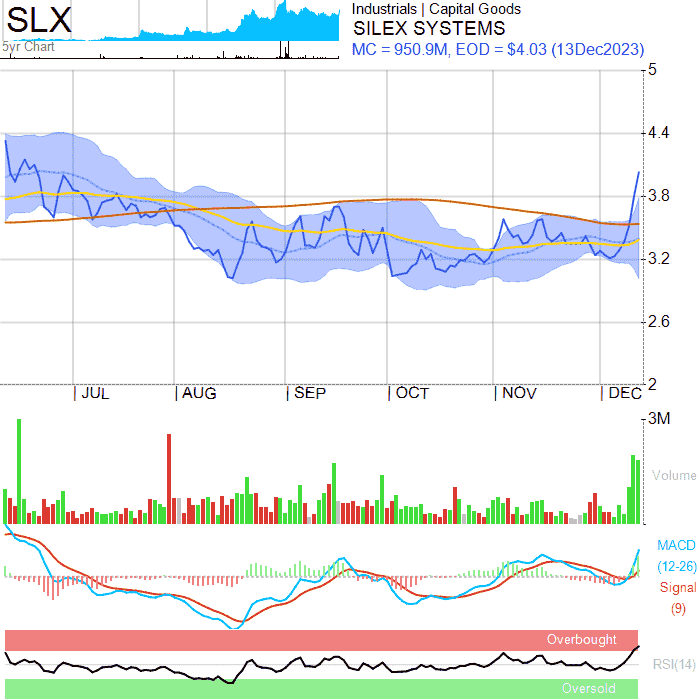 SLX
5yr Chart
Industrials | Capital Goods
SILEX SYSTEMS
MC = 950.9M, EOD = $4.03 (13Dec2023)
5
4.4
3.8
3.2
2.6
2
| JUL | AUG | SEP | OCT | NOV | DEC
3M
Volume
MACD
(12-26)
Signal
(9)
Overbought
RSI(14)
Oversold